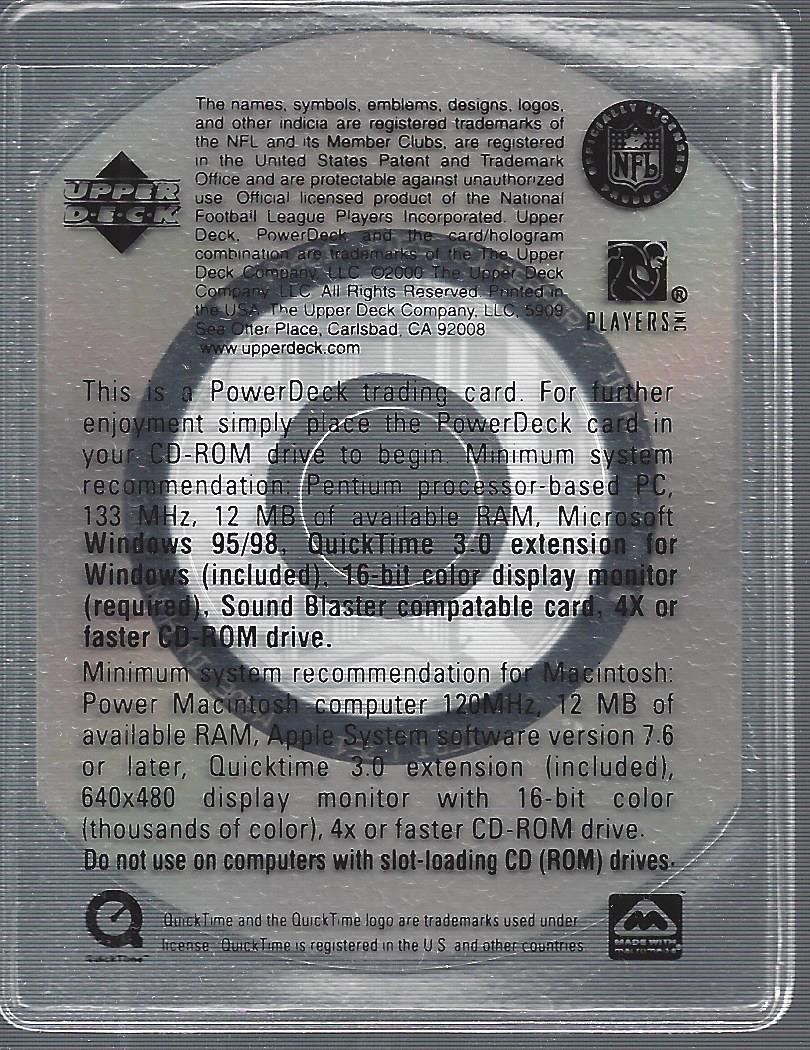 The names, symbols, emblems, designs, logos,
and other indicia are registered trademarks of
the NFL and its Member Clubs, are registered
in the United States Patent and Trademark
Office and are protectable against unauthorized
use. Official licensed product of the National
Football League Players Incorporated. Upper
Deck, PowerDeck and the card/hologram
combination are trademarks of the The Upper
Deck Company, LLC ©2000 The Upper Deck
Company, LLC. All Rights Reserved. Printed in
the USA. The Upper Deck Company, LLC, 5909
Sea Otter Place, Carlsbad, CA 92008
www.upperdeck.com
UPPER
D·E·C·K
OFFICIALLY LICENSED
NFL
PRODUCT
PLAYERS INC
®
This is a PowerDeck trading card. For further
enjoyment simply place the PowerDeck card in
your CD-ROM drive to begin. Minimum system
recommendation: Pentium processor-based PC,
133 MHz, 12 MB of available RAM, Microsoft
Windows 95/98, QuickTime 3.0 extension for
Windows (included), 16-bit color display monitor
(required), Sound Blaster compatable card, 4X or
faster CD-ROM drive.
Minimum system recommendation for Macintosh:
Power Macintosh computer 120MHz, 12 MB of
available RAM, Apple System software version 7.6
or later, Quicktime 3.0 extension (included),
640x480 display monitor with 16-bit color
(thousands of color), 4x or faster CD-ROM drive.
Do not use on computers with slot-loading CD (ROM) drives.
QuickTime™
QuickTime and the QuickTime logo are trademarks used under
license. QuickTime is registered in the U.S. and other countries.
MADE WITH
MACROMEDIA